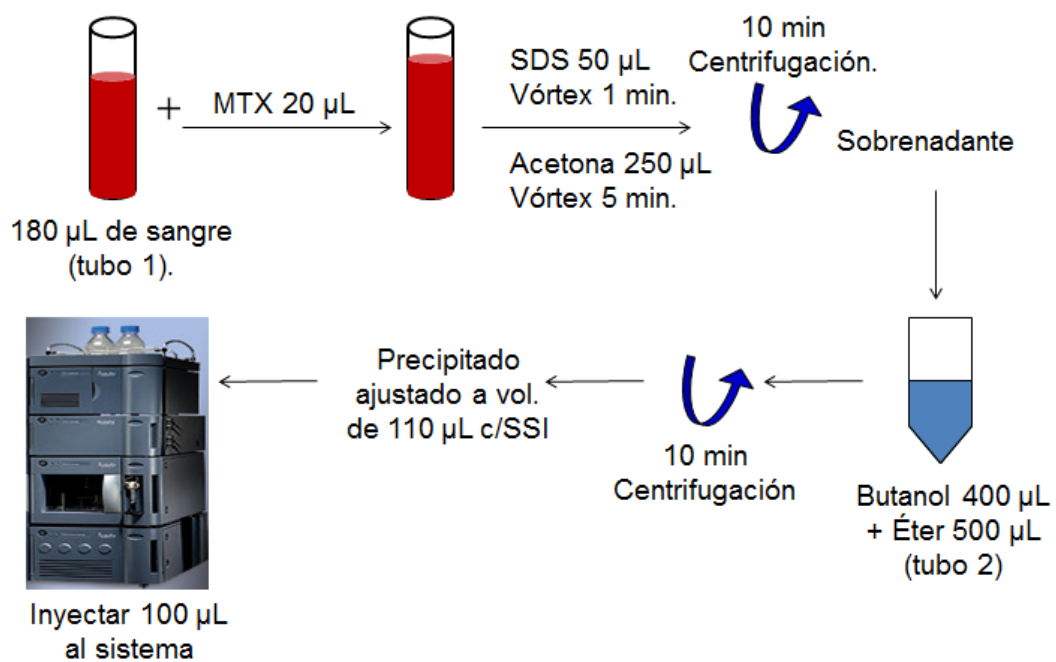 MTX 20 µL
180 µL de sangre
(tubo 1).
SDS 50 µL
Vórtex 1 min.
Acetona 250 µL
Vórtex 5 min.
10 min
Centrifugación.
Sobrenadante
Butanol 400 µL
+ Éter 500 µL
(tubo 2)
10 min
Centrifugación
Precipitado
ajustado a vol.
de 110 µL c/SSI
Inyectar 100 µL
al sistema